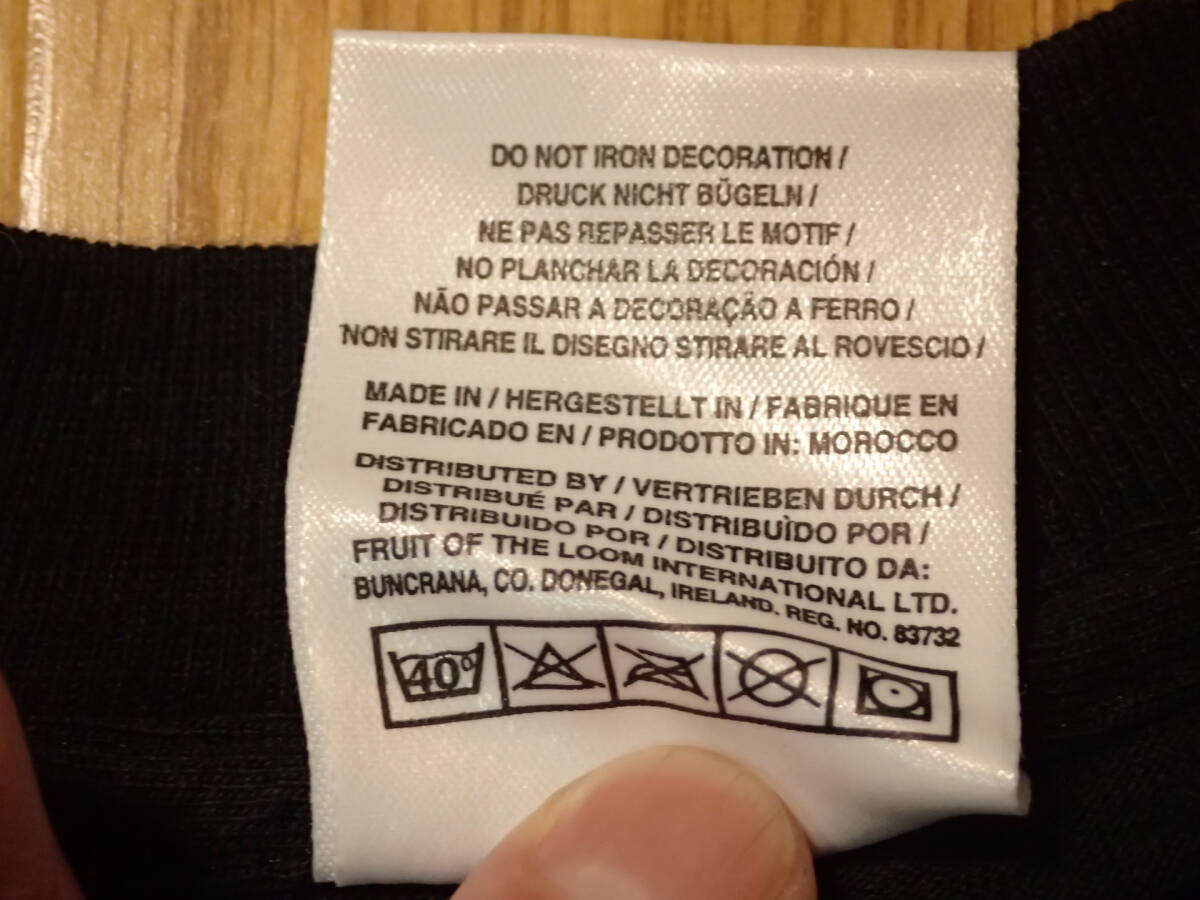 DO NOT IRON DECORATION /
DRUCK NICHT BÜGELN /
NE PAS REPASSER LE MOTIF /
NO PLANCHAR LA DECORACIÓN /
NÃO PASSAR A DECORAÇÃO A FERRO /
NON STIRARE IL DISEGNO STIRARE AL ROVESCIO /
MADE IN / HERGESTELLT IN / FABRIQUE EN
FABRICADO EN / PRODOTTO IN: MOROCCO
DISTRIBUTED BY / VERTRIEBEN DURCH /
DISTRIBUÉ PAR / DISTRIBUÌDO POR /
DISTRIBUIDO POR / DISTRIBUITO DA:
FRUIT OF THE LOOM INTERNATIONAL LTD.
BUNCRANA, CO. DONEGAL, IRELAND. REG. NO. 83732
40°